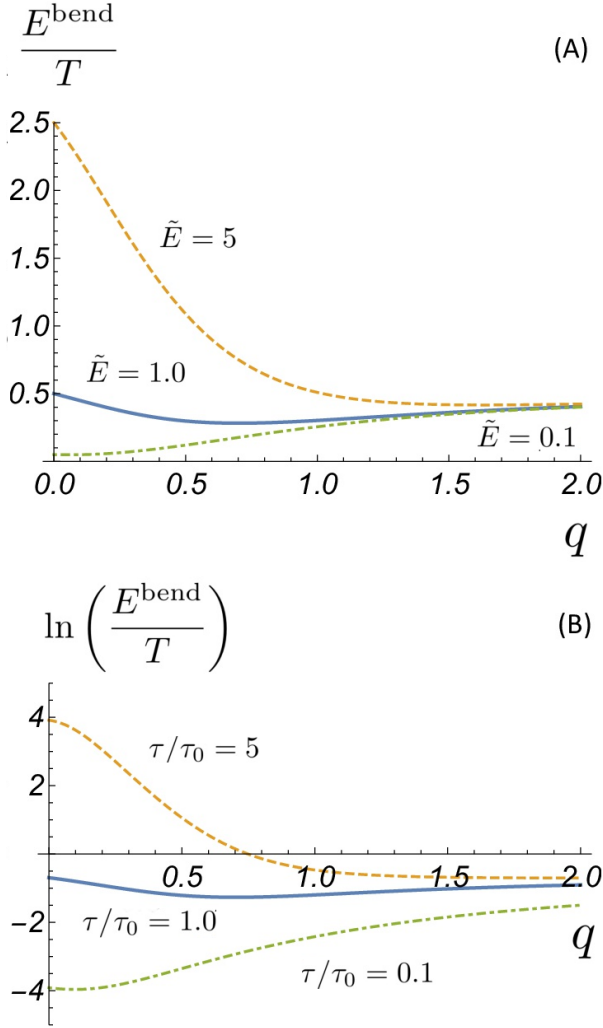 E^bend / T
(A)
2.5
2.0
Ẽ = 5
1.5
1.0
Ẽ = 1.0
0.5
Ẽ = 0.1
0.0 0.5 1.0 1.5 2.0
q
ln (E^bend / T)
(B)
4
τ/τ₀ = 5
2
0.5 1.0 1.5 2.0
−2
τ/τ₀ = 1.0
q
τ/τ₀ = 0.1
−4